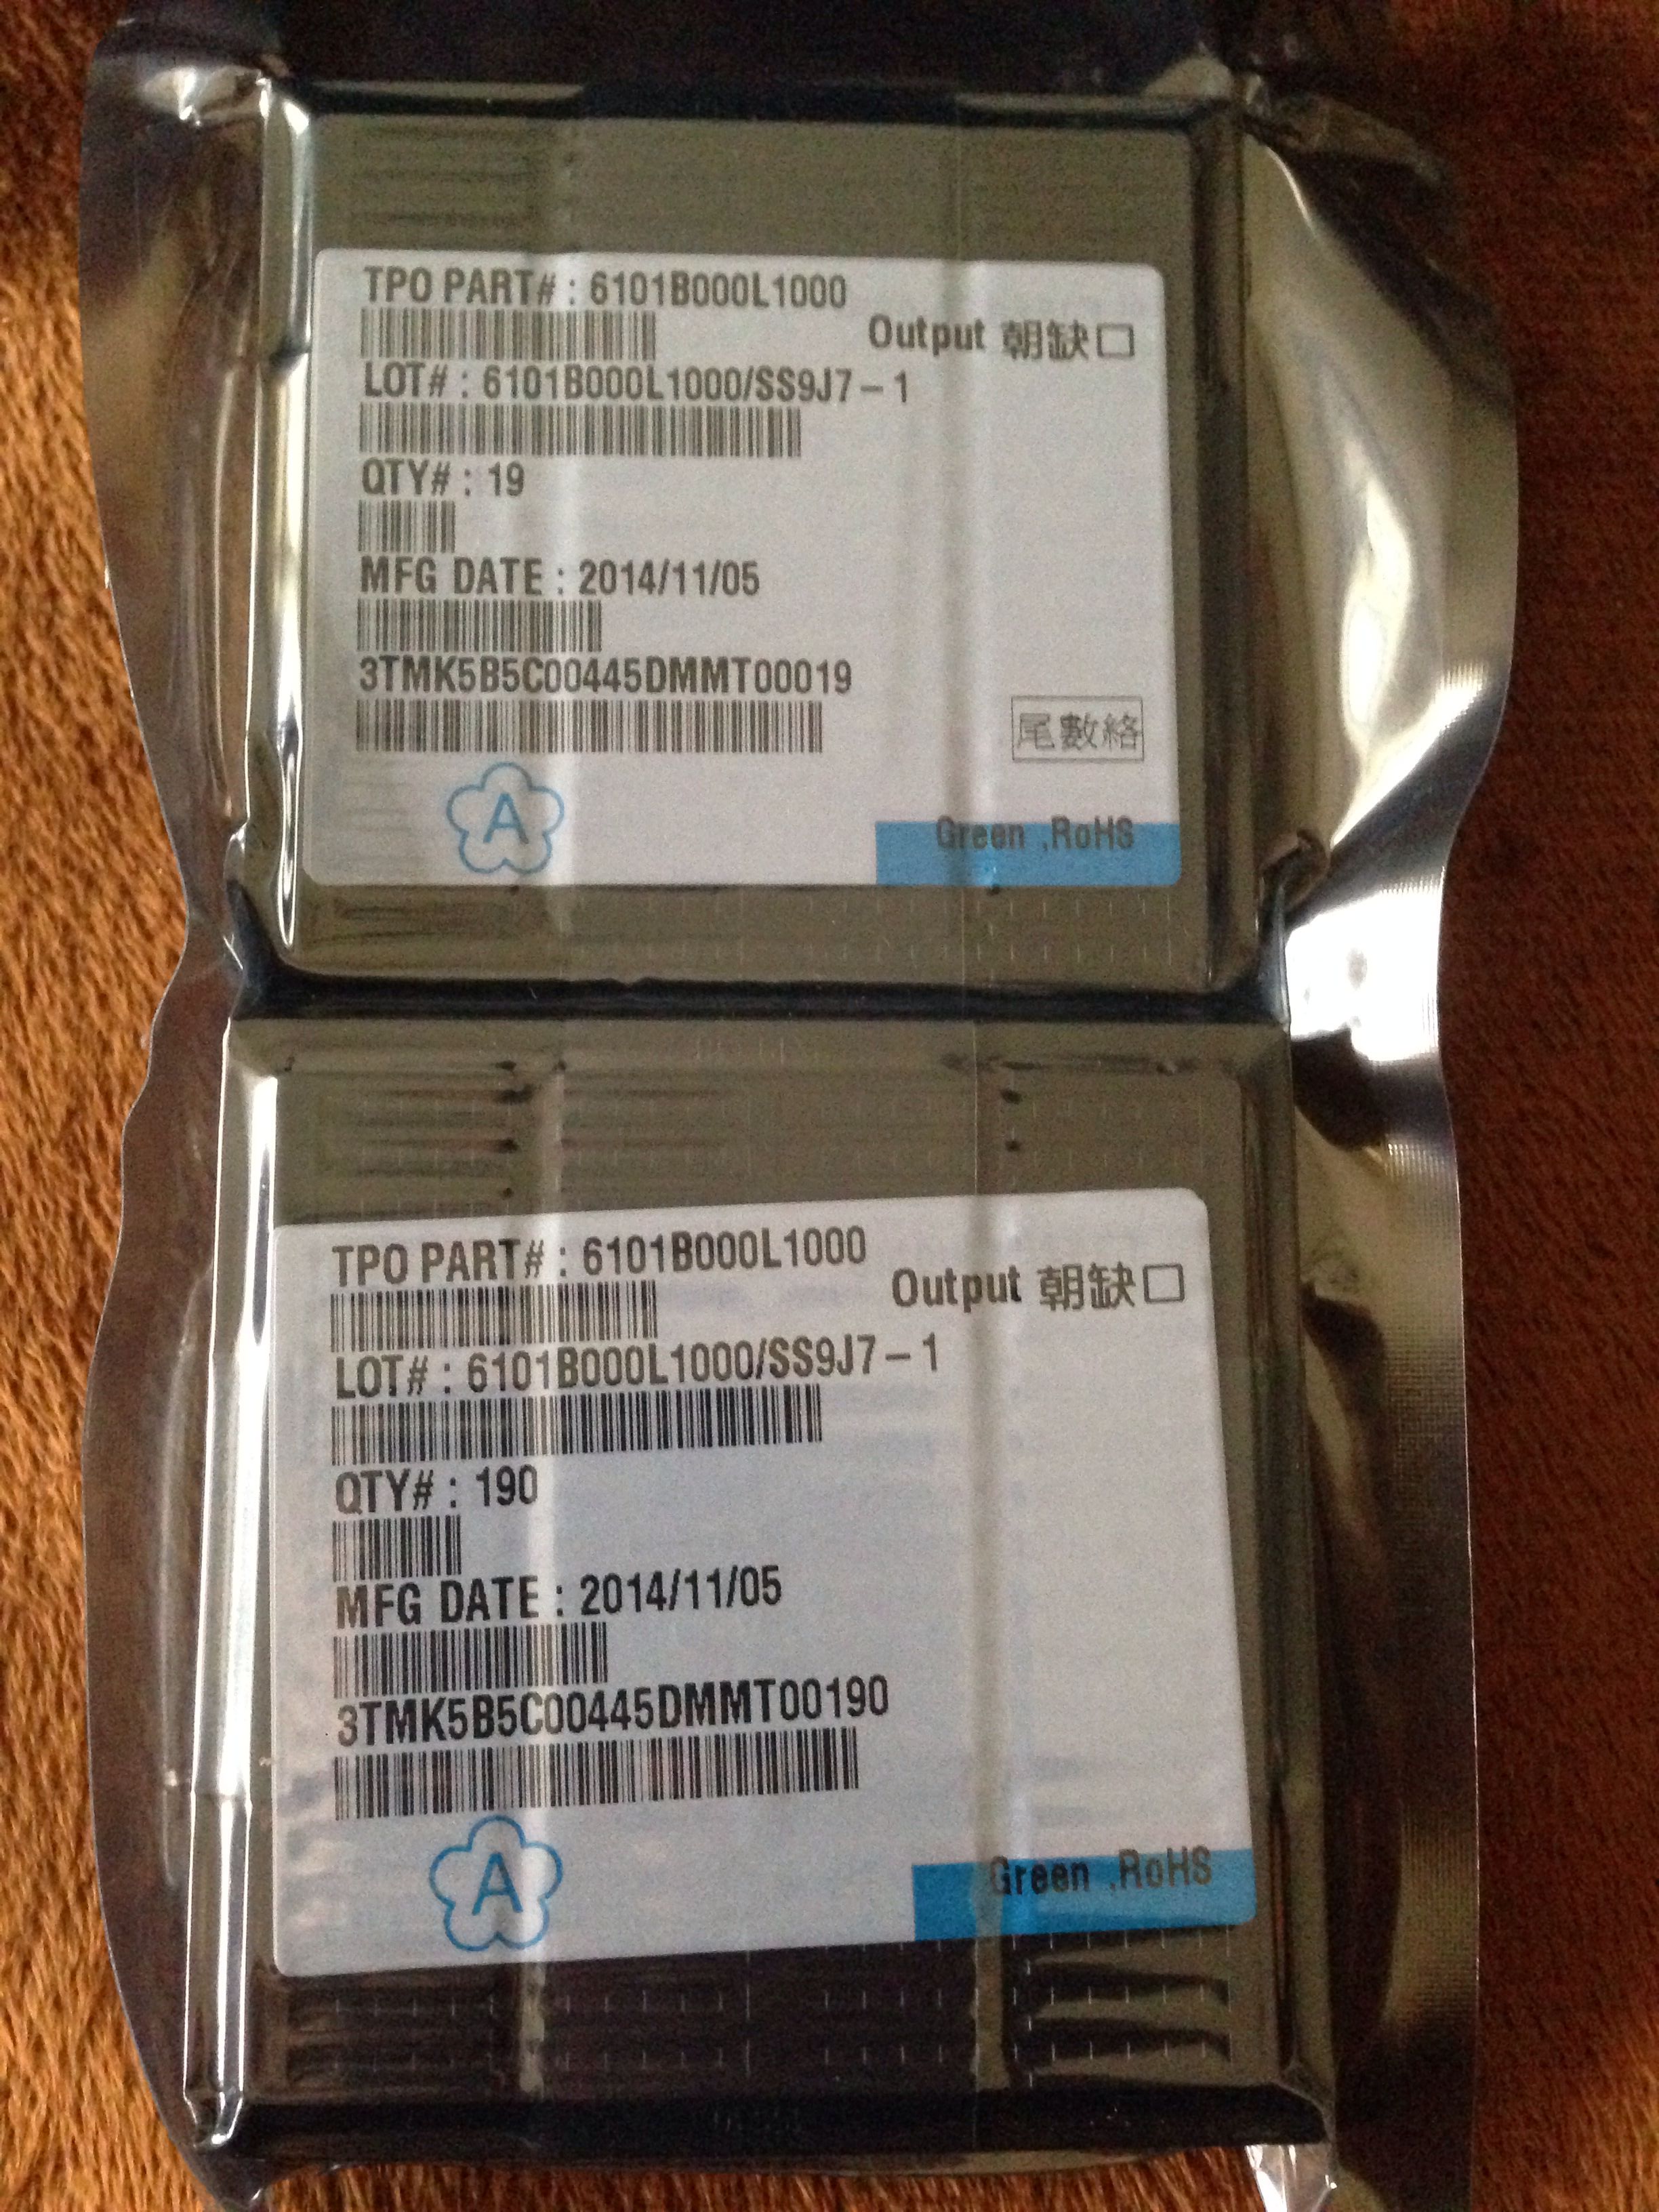 TPO PART# : 6101B000L1000
Output 朝缺口
LOT# : 6101B000L1000/SS9J7-1
QTY# : 19
MFG DATE : 2014/11/05
3TMK5B5C00445DMMT00019
尾數絡
A
Green ,RoHS
TPO PART# : 6101B000L1000
Output 朝缺口
LOT# : 6101B000L1000/SS9J7-1
QTY# : 190
MFG DATE : 2014/11/05
3TMK5B5C00445DMMT00190
A
Green ,RoHS